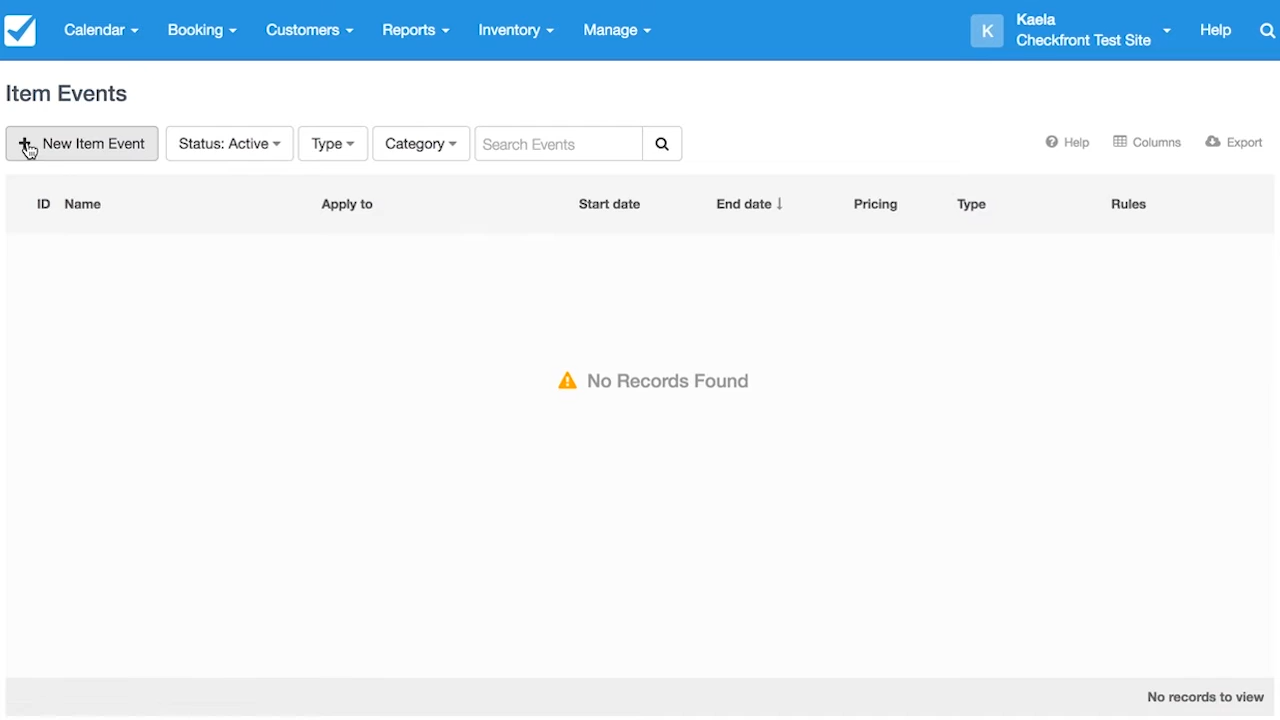 Calendar Booking Customers Reports Inventory Manage K Kaela Help
Checkfront Test Site
Item Events
New Item Event Status: Active Type Category Search Events Help Columns Export
ID Name Apply to Start date End date ↓ Pricing Type Rules
No Records Found
No records to view